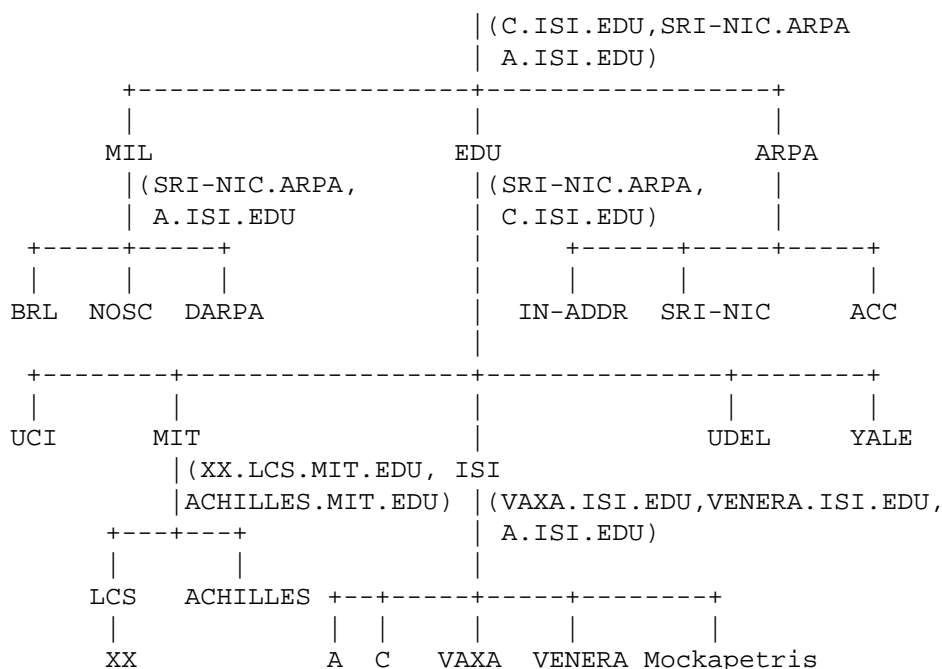 (C.ISI.EDU,SRI-NIC.ARPA
A.ISI.EDU)
MIL EDU ARPA
(SRI-NIC.ARPA, (SRI-NIC.ARPA,
A.ISI.EDU C.ISI.EDU)
BRL NOSC DARPA IN-ADDR SRI-NIC ACC
UCI MIT UDEL YALE
(XX.LCS.MIT.EDU, ISI
ACHILLES.MIT.EDU) (VAXA.ISI.EDU,VENERA.ISI.EDU,
A.ISI.EDU)
LCS ACHILLES
XX A C VAXA VENERA Mockapetris